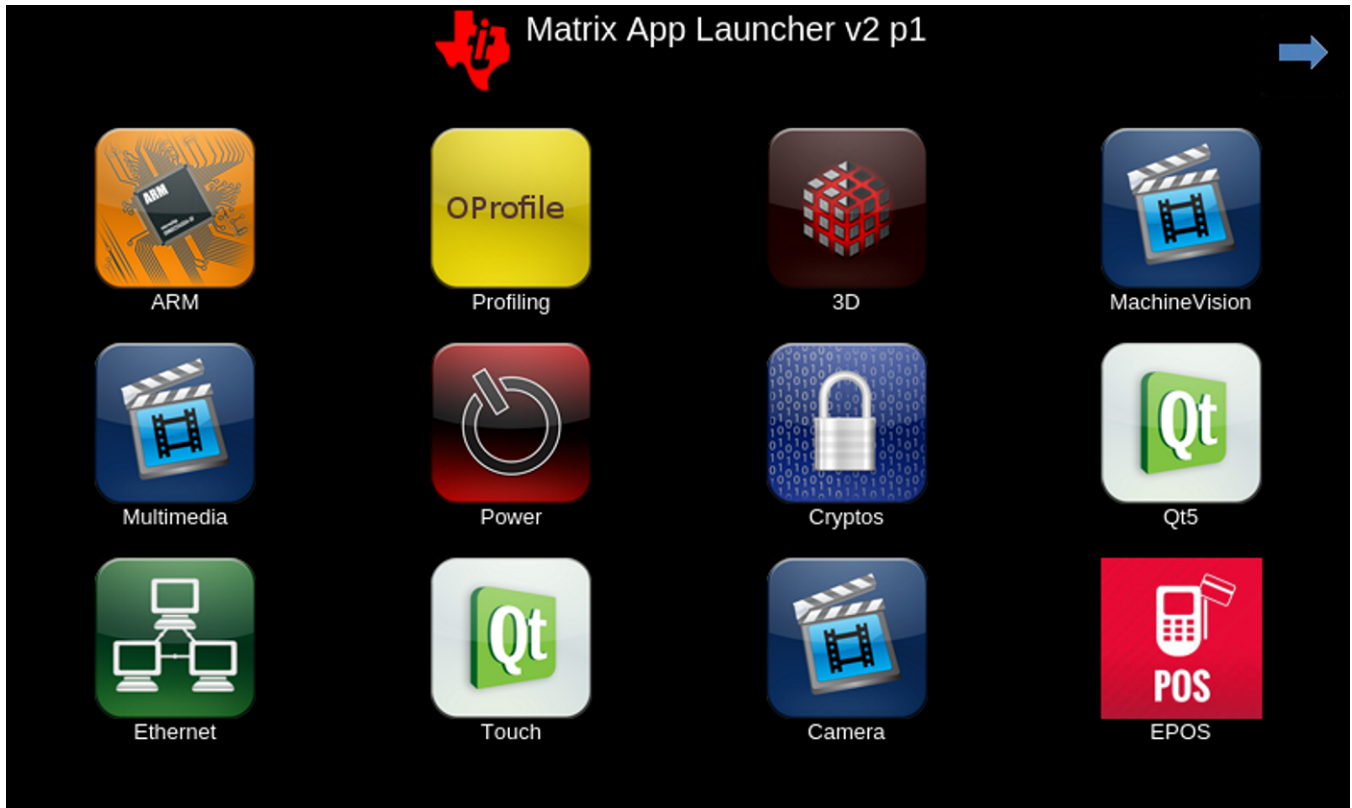 Matrix App Launcher v2 p1
ARM
OProfile
ARM
Profiling
3D
MachineVision
Qt
Multimedia
Power
Cryptos
Qt5
Qt
POS
Ethernet
Touch
Camera
EPOS